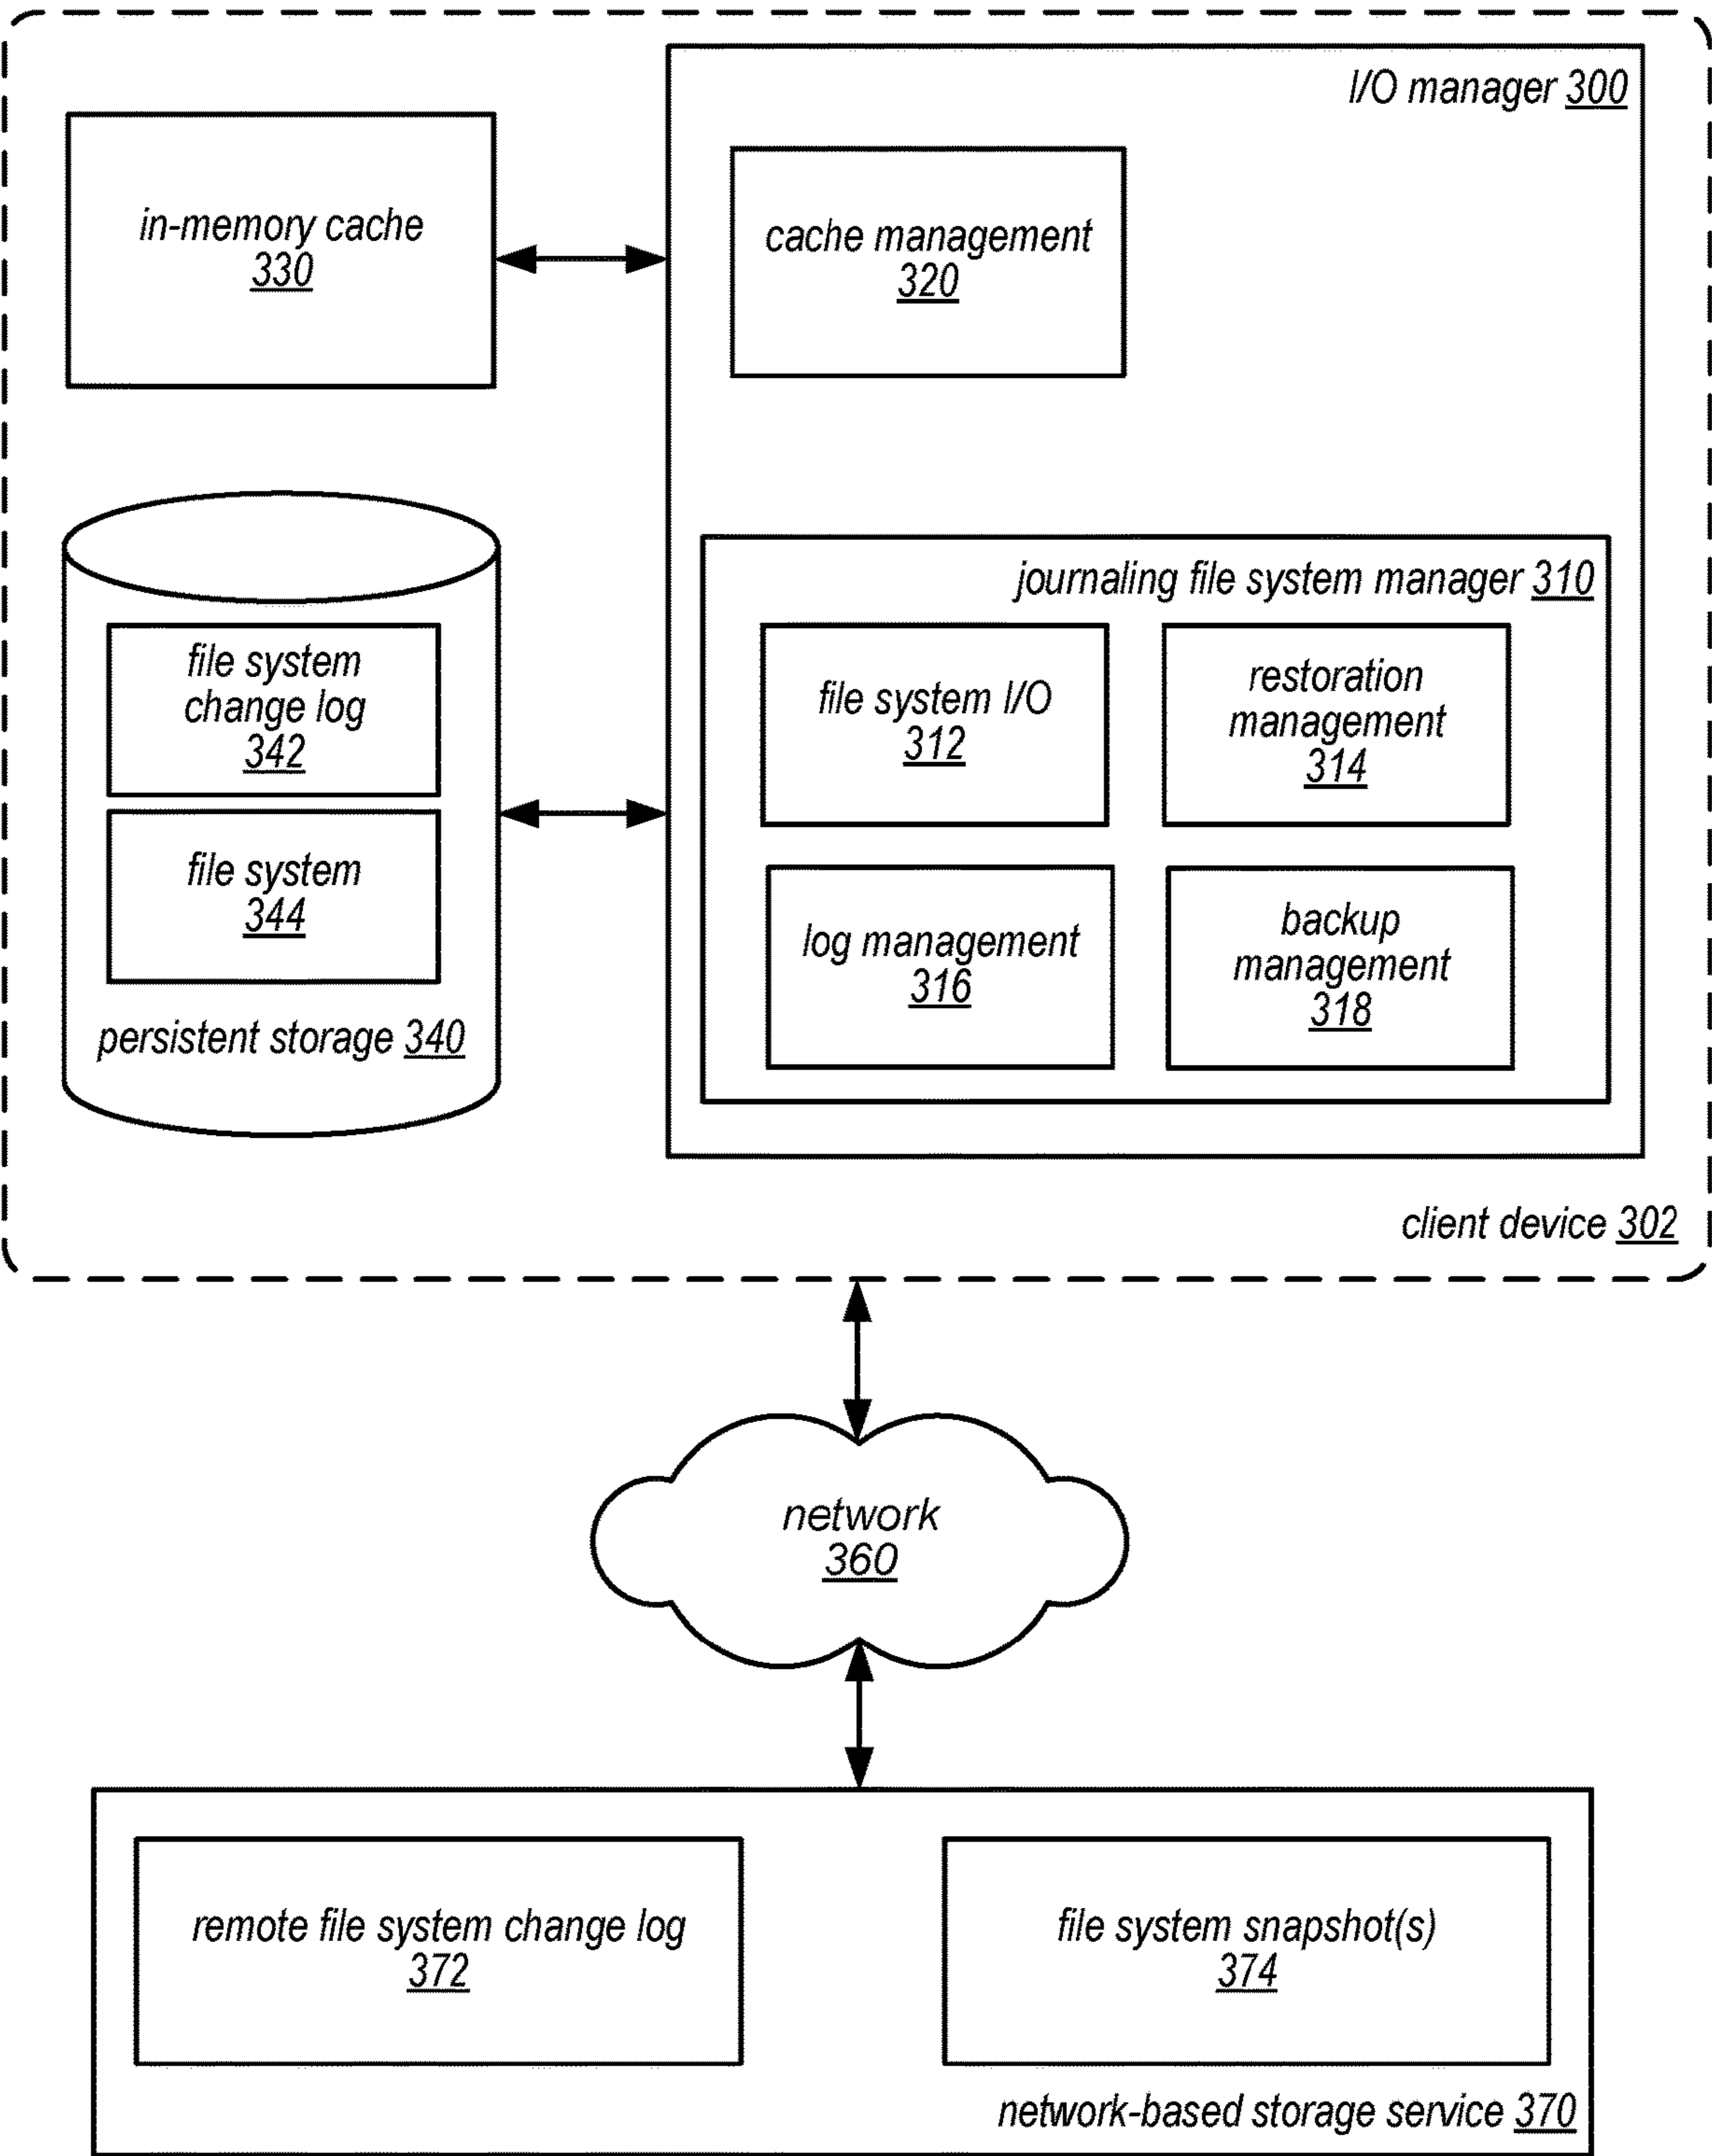 I/O manager 300
in-memory cache
330
cache management
320
journaling file system manager 310
file system
change log
342
file system
344
persistent storage 340
file system I/O
312
restoration
management
314
log management
316
backup
management
318
client device 302
network
360
remote file system change log
372
file system snapshot(s)
374
network-based storage service 370